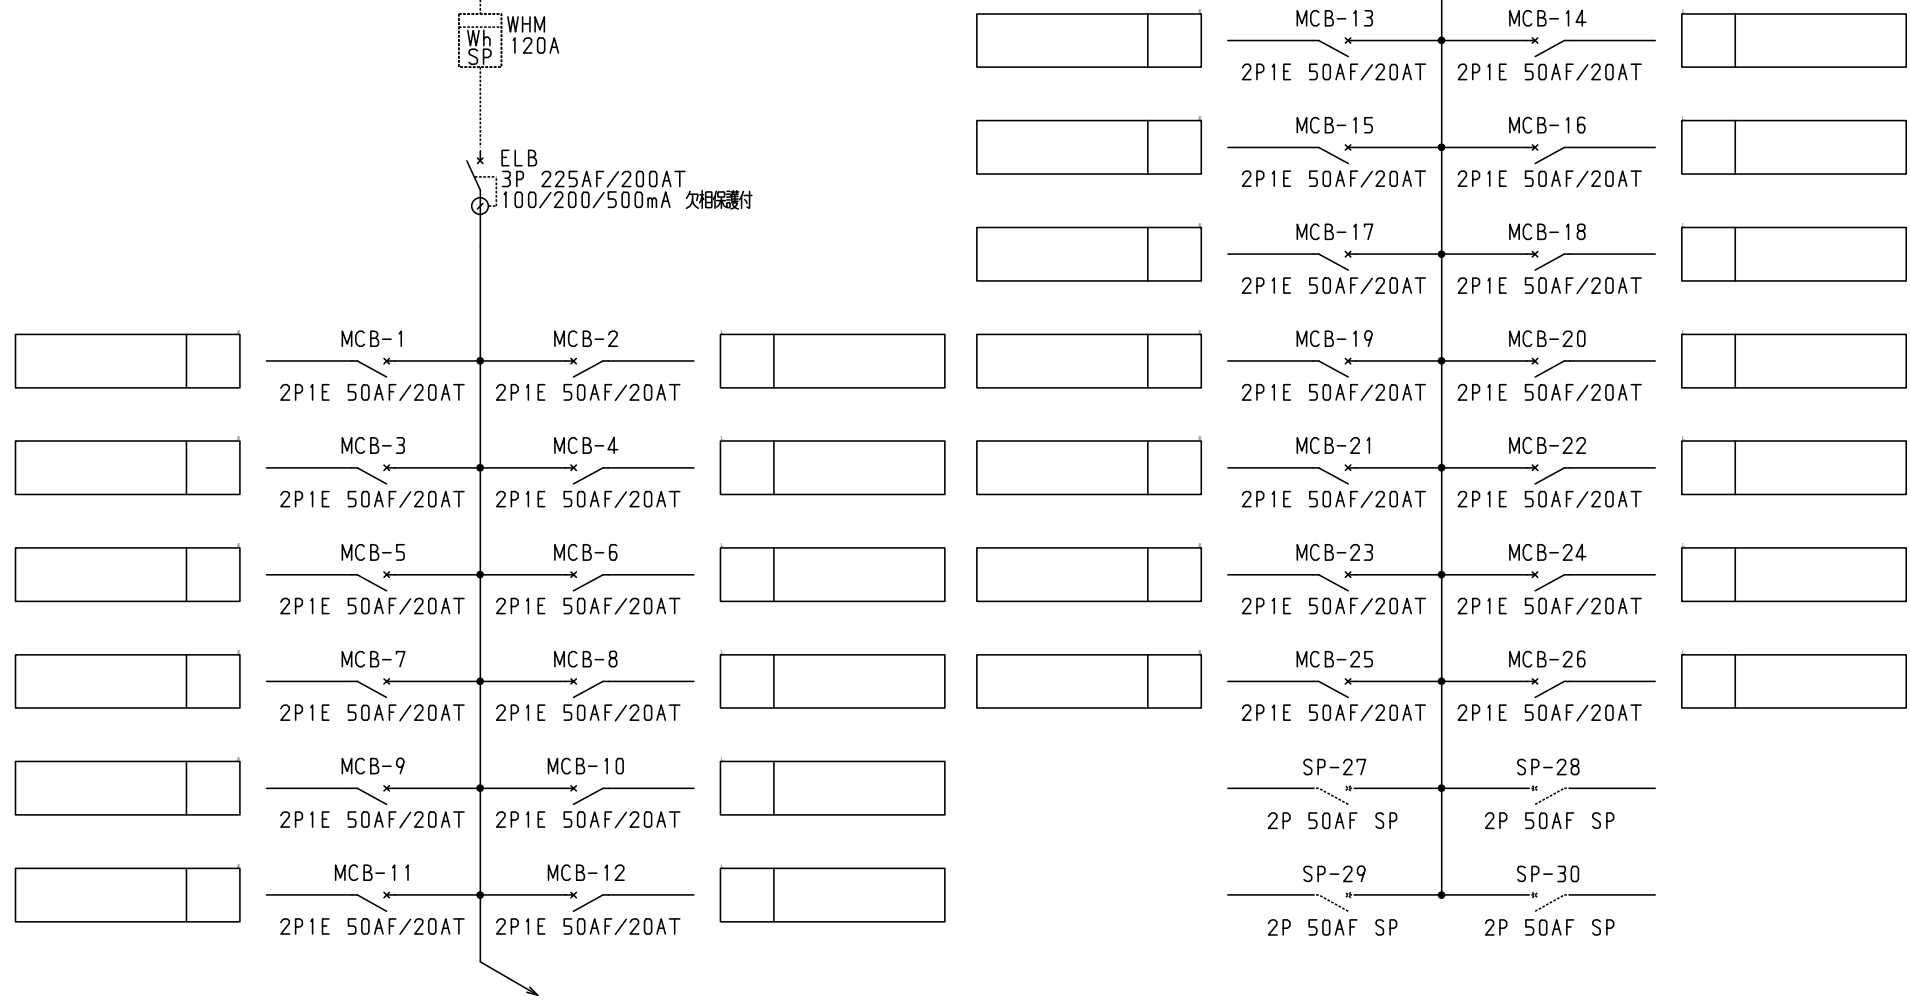 WHM
120A
Wh
SP
ELB
3P 225AF/200AT
100/200/500mA 欠相保護付
MCB-1 MCB-2
2P1E 50AF/20AT 2P1E 50AF/20AT
MCB-3 MCB-4
2P1E 50AF/20AT 2P1E 50AF/20AT
MCB-5 MCB-6
2P1E 50AF/20AT 2P1E 50AF/20AT
MCB-7 MCB-8
2P1E 50AF/20AT 2P1E 50AF/20AT
MCB-9 MCB-10
2P1E 50AF/20AT 2P1E 50AF/20AT
MCB-11 MCB-12
2P1E 50AF/20AT 2P1E 50AF/20AT
MCB-13 MCB-14
2P1E 50AF/20AT 2P1E 50AF/20AT
MCB-15 MCB-16
2P1E 50AF/20AT 2P1E 50AF/20AT
MCB-17 MCB-18
2P1E 50AF/20AT 2P1E 50AF/20AT
MCB-19 MCB-20
2P1E 50AF/20AT 2P1E 50AF/20AT
MCB-21 MCB-22
2P1E 50AF/20AT 2P1E 50AF/20AT
MCB-23 MCB-24
2P1E 50AF/20AT 2P1E 50AF/20AT
MCB-25 MCB-26
2P1E 50AF/20AT 2P1E 50AF/20AT
SP-27 SP-28
2P 50AF SP 2P 50AF SP
SP-29 SP-30
2P 50AF SP 2P 50AF SP